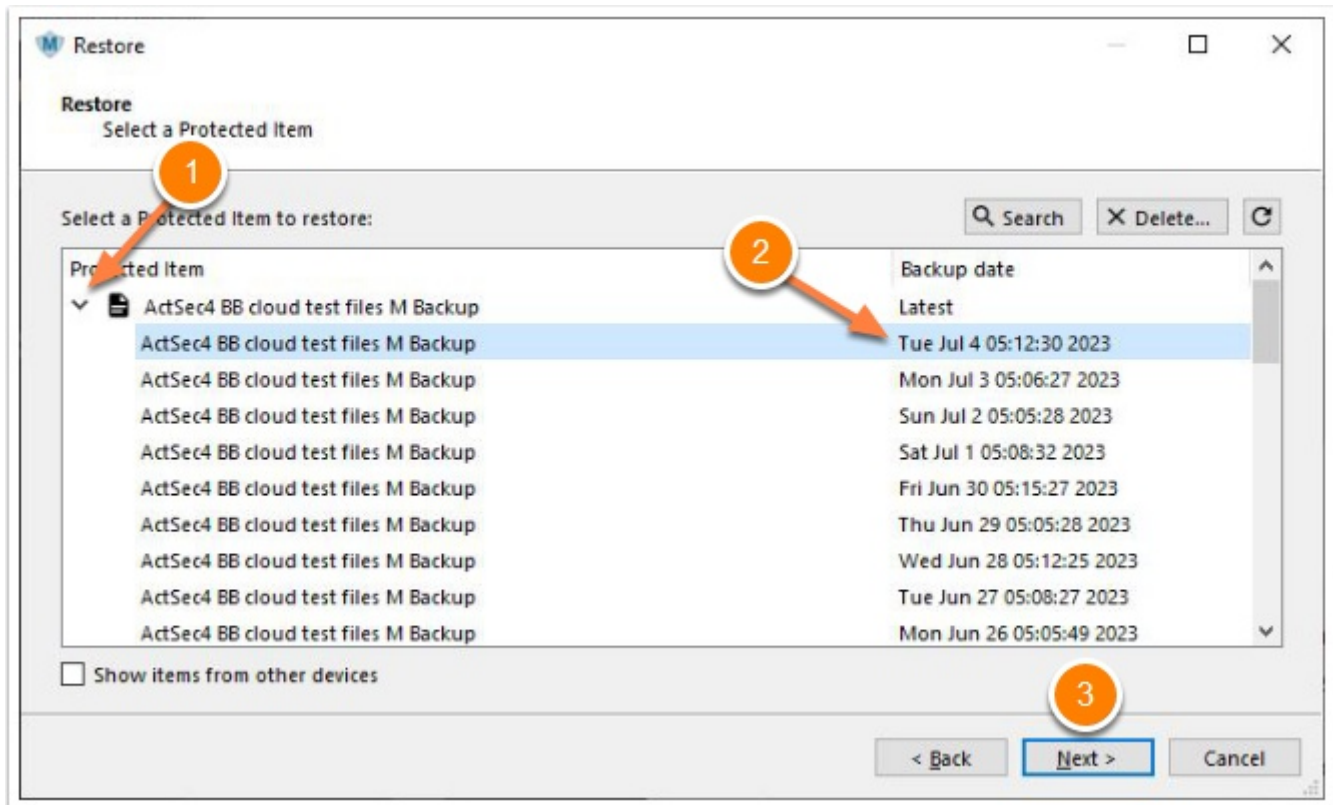 Restore
Restore
Select a Protected Item
1
Select a Protected Item to restore:
Search
Delete...
2
Protected Item Backup date
ActSec4 BB cloud test files M Backup Latest
ActSec4 BB cloud test files M Backup Tue Jul 4 05:12:30 2023
ActSec4 BB cloud test files M Backup Mon Jul 3 05:06:27 2023
ActSec4 BB cloud test files M Backup Sun Jul 2 05:05:28 2023
ActSec4 BB cloud test files M Backup Sat Jul 1 05:08:32 2023
ActSec4 BB cloud test files M Backup Fri Jun 30 05:15:27 2023
ActSec4 BB cloud test files M Backup Thu Jun 29 05:05:28 2023
ActSec4 BB cloud test files M Backup Wed Jun 28 05:12:25 2023
ActSec4 BB cloud test files M Backup Tue Jun 27 05:08:27 2023
ActSec4 BB cloud test files M Backup Mon Jun 26 05:05:49 2023
Show items from other devices
3
< Back Next > Cancel